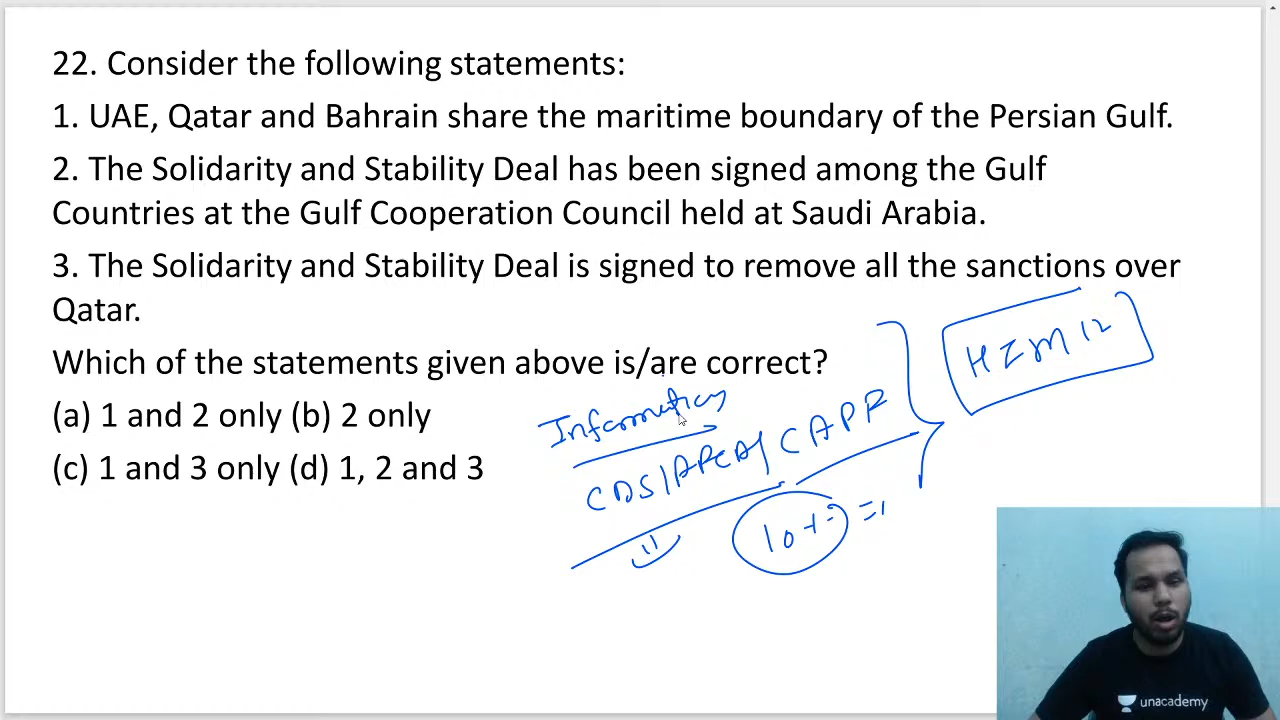 22. Consider the following statements:
1. UAE, Qatar and Bahrain share the maritime boundary of the Persian Gulf.
2. The Solidarity and Stability Deal has been signed among the Gulf
Countries at the Gulf Cooperation Council held at Saudi Arabia.
3. The Solidarity and Stability Deal is signed to remove all the sanctions over
Qatar.
HZM12
Which of the statements given above is/are correct?
Information
(a) 1 and 2 only (b) 2 only
CDS/AFCAT/ CAPF
(c) 1 and 3 only (d) 1, 2 and 3
unacademy